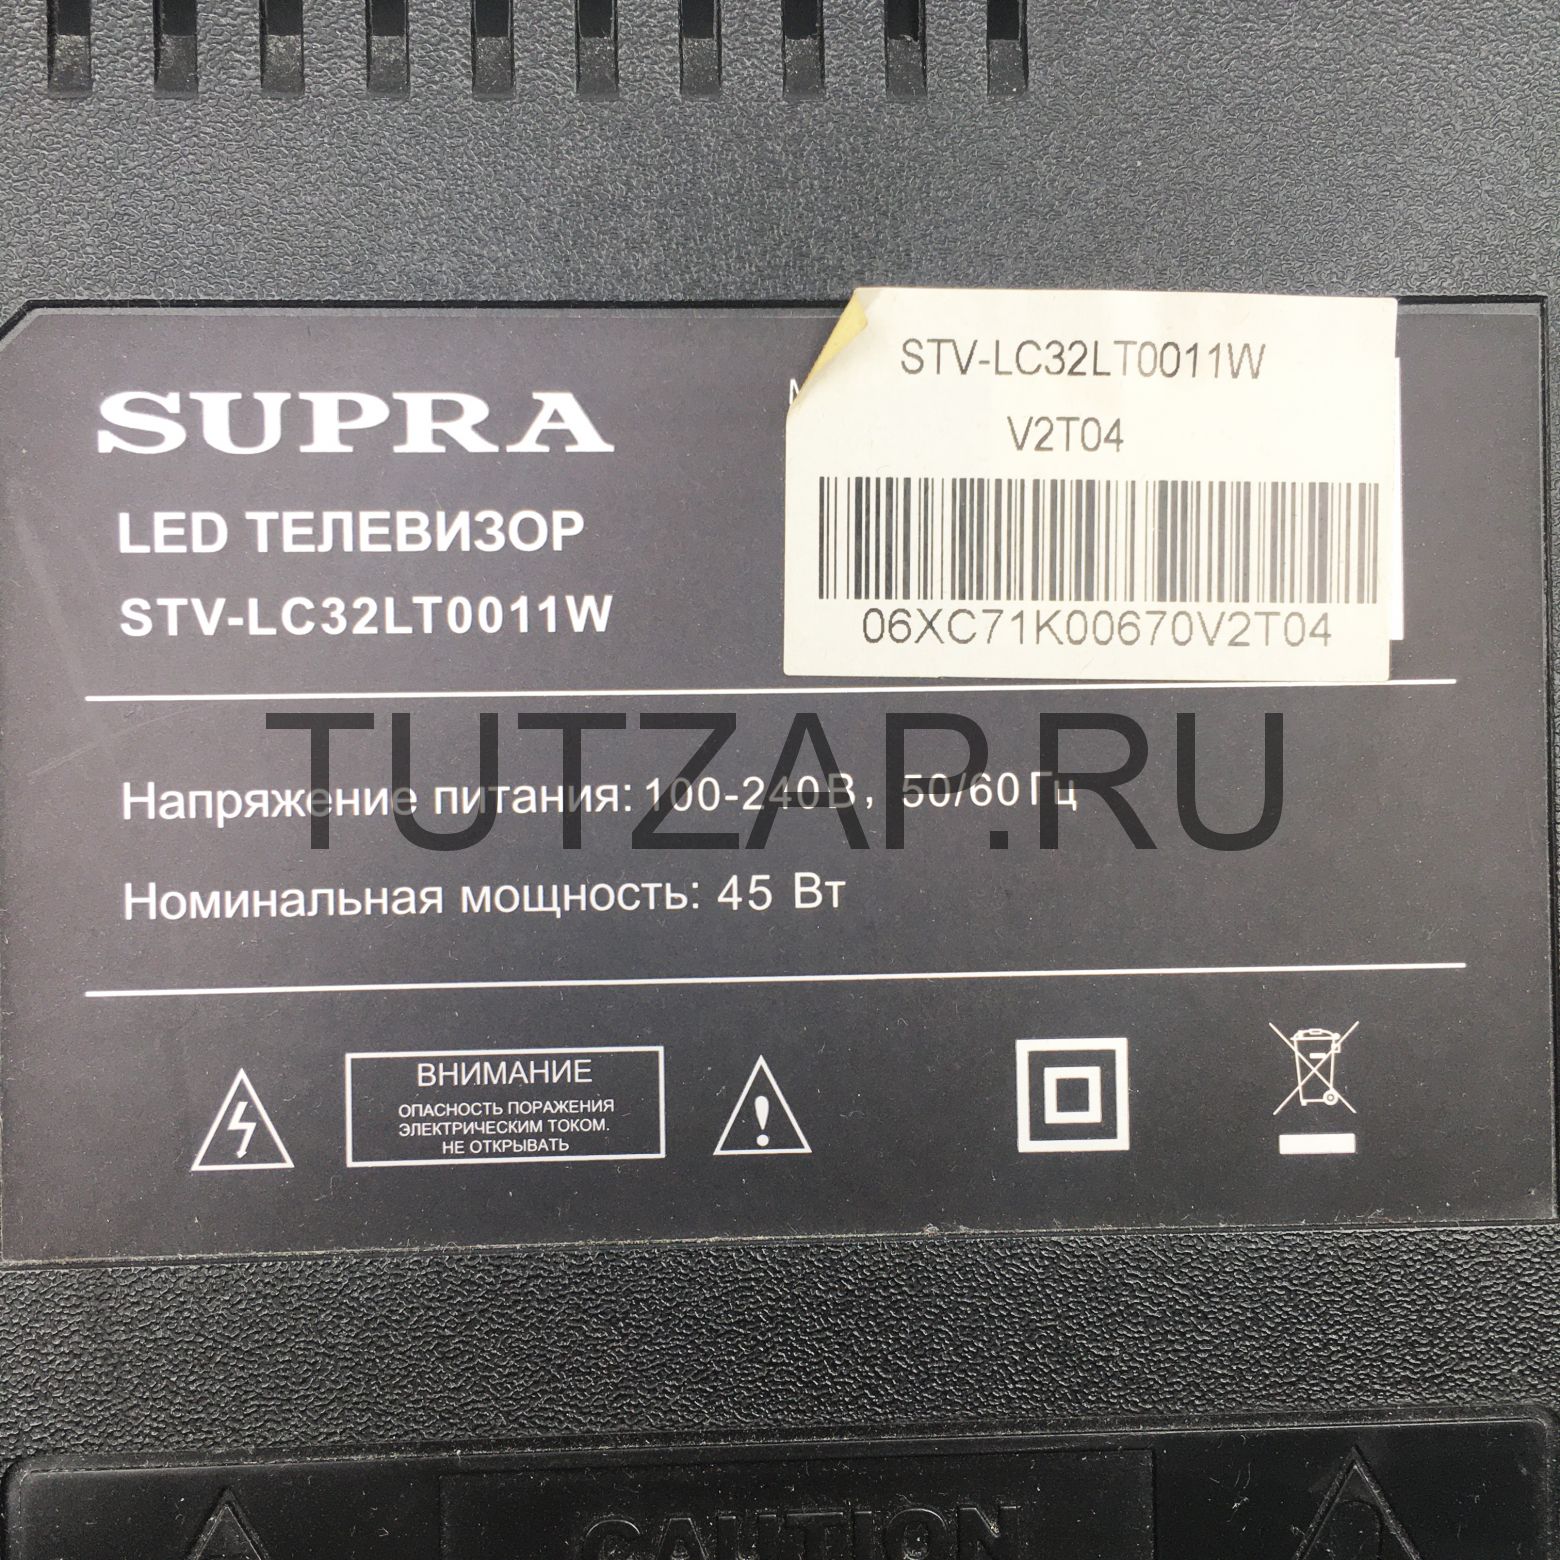 SUPRA
LED ТЕЛЕВИЗОР
STV-LC32LT0011W
STV-LC32LT0011W
V2T04
06XC71K00670V2T04
Напряжение питания: 100-240В, 50/60Гц
TUTZAP.RU
Номинальная мощность: 45 Вт
ВНИМАНИЕ
ОПАСНОСТЬ ПОРАЖЕНИЯ
ЭЛЕКТРИЧЕСКИМ ТОКОМ.
НЕ ОТКРЫВАТЬ
CAUTION